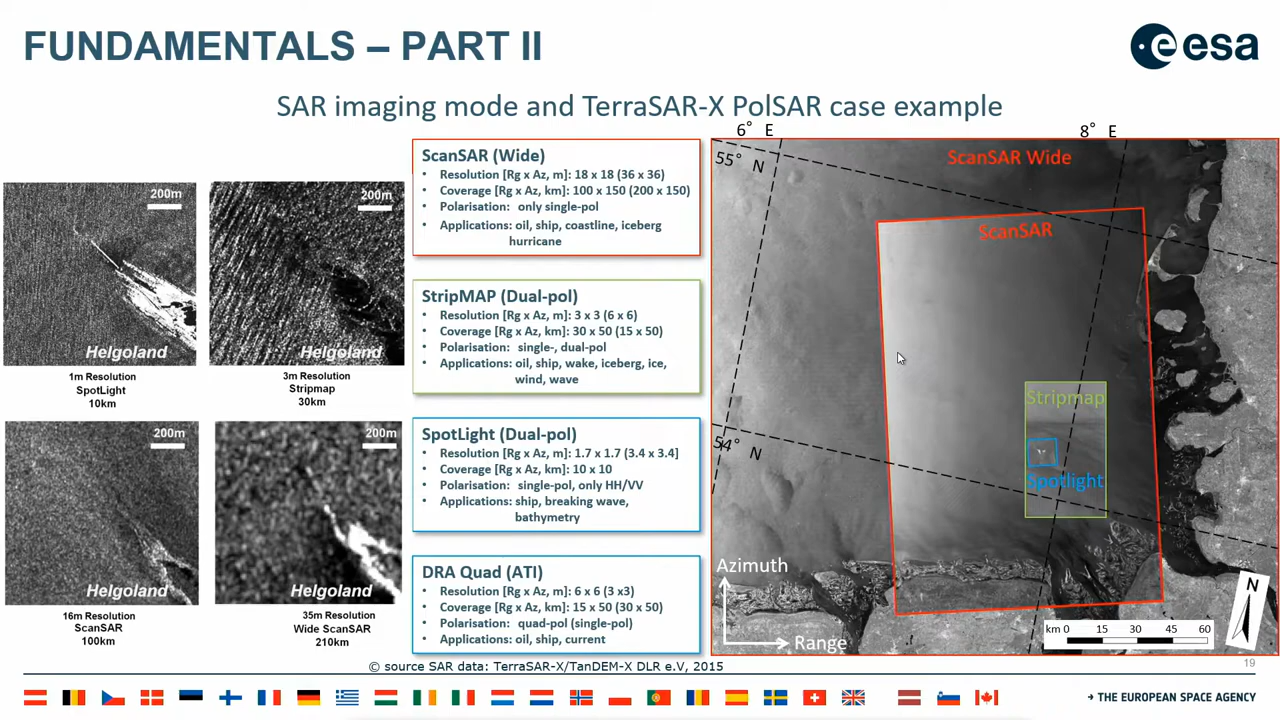 FUNDAMENTALS – PART II
esa
SAR imaging mode and TerraSAR-X PolSAR case example
200m
Helgoland
1m Resolution
SpotLight
10km
200m
Helgoland
3m Resolution
Stripmap
30km
200m
Helgoland
16m Resolution
ScanSAR
100km
200m
Helgoland
35m Resolution
Wide ScanSAR
210km
ScanSAR (Wide)
• Resolution [Rg x Az, m]: 18 x 18 (36 x 36)
• Coverage [Rg x Az, km]: 100 x 150 (200 x 150)
• Polarisation: only single-pol
• Applications: oil, ship, coastline, iceberg
hurricane
StripMAP (Dual-pol)
• Resolution [Rg x Az, m]: 3 x 3 (6 x 6)
• Coverage [Rg x Az, km]: 30 x 50 (15 x 50)
• Polarisation: single-, dual-pol
• Applications: oil, ship, wake, iceberg, ice,
wind, wave
SpotLight (Dual-pol)
• Resolution [Rg x Az, m]: 1.7 x 1.7 (3.4 x 3.4]
• Coverage [Rg x Az, km]: 10 x 10
• Polarisation: single-pol, only HH/VV
• Applications: ship, breaking wave,
bathymetry
DRA Quad (ATI)
• Resolution [Rg x Az, m]: 6 x 6 (3 x3)
• Coverage [Rg x Az, km]: 15 x 50 (30 x 50)
• Polarisation: quad-pol (single-pol)
• Applications: oil, ship, current
6° E
8° E
55° N
ScanSAR Wide
ScanSAR
Stripmap
54° N
Spotlight
Azimuth
Range
N
km 0 15 30 45 60
© source SAR data: TerraSAR-X/TanDEM-X DLR e.V, 2015
19
→ THE EUROPEAN SPACE AGENCY